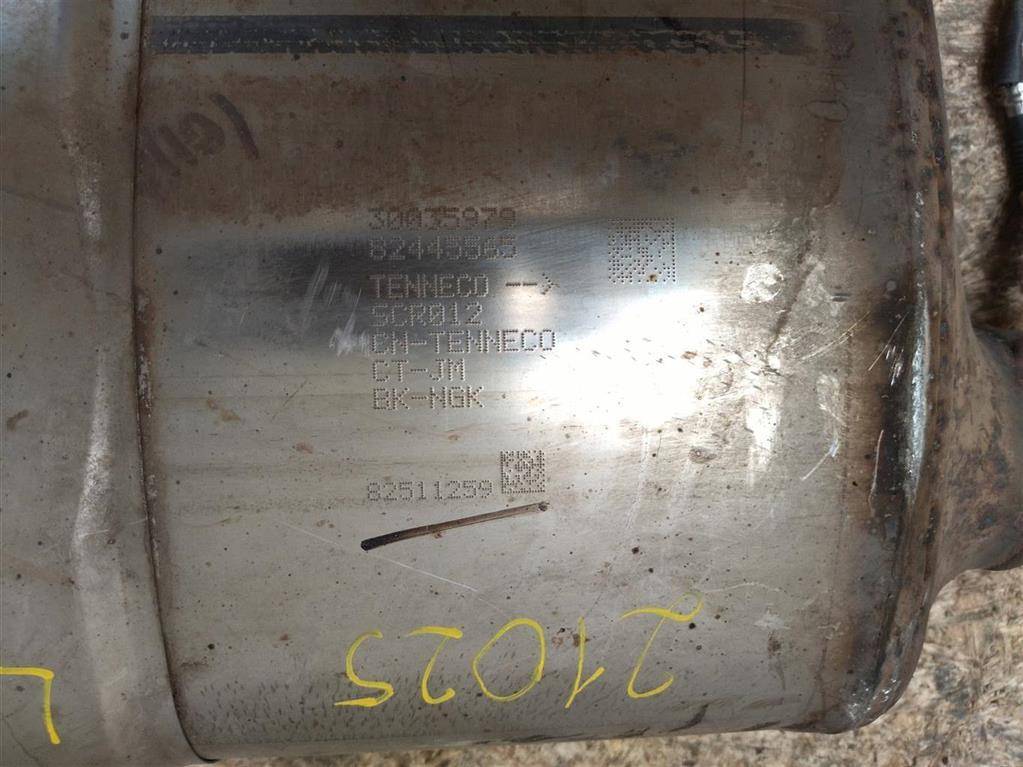 30035979
82445565
TENNECO -->
SCR012
CN-TENNECO
CT-JM
BK-NGK
82511259
21025